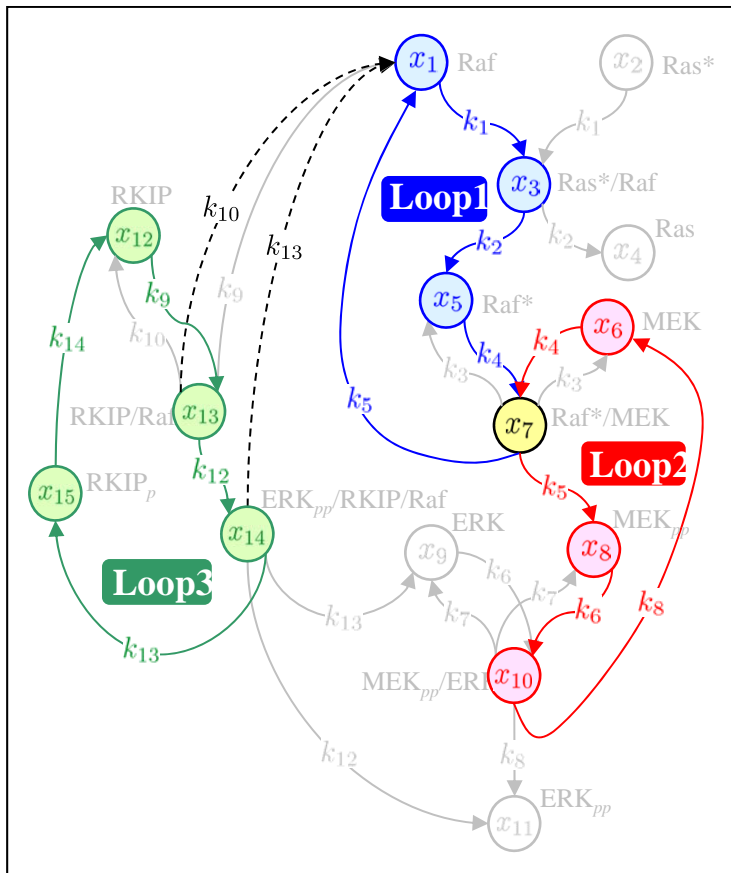 x₁ Raf
x₂ Ras*
k₁
k₁
k₁₀
k₁₃
k₉
Loop1
x₃ Ras*/Raf
RKIP
x₁₂
k₂
k₂
x₄ Ras
k₉
k₁₀
k₁₄
x₅ Raf*
x₆ MEK
k₄
k₄
k₃
k₃
k₅
RKIP/Raf x₁₃
x₇ Raf*/MEK
Loop2
k₁₂
k₅
x₁₅ RKIPₚ
ERKₚₚ/RKIP/Raf
x₁₄
ERK
x₉
MEKₚₚ
x₈
k₆
k₇
k₇
k₆
k₈
Loop3
k₁₃
k₁₃
MEKₚₚ/ERK
x₁₀
k₁₂
k₈
x₁₁ ERKₚₚ